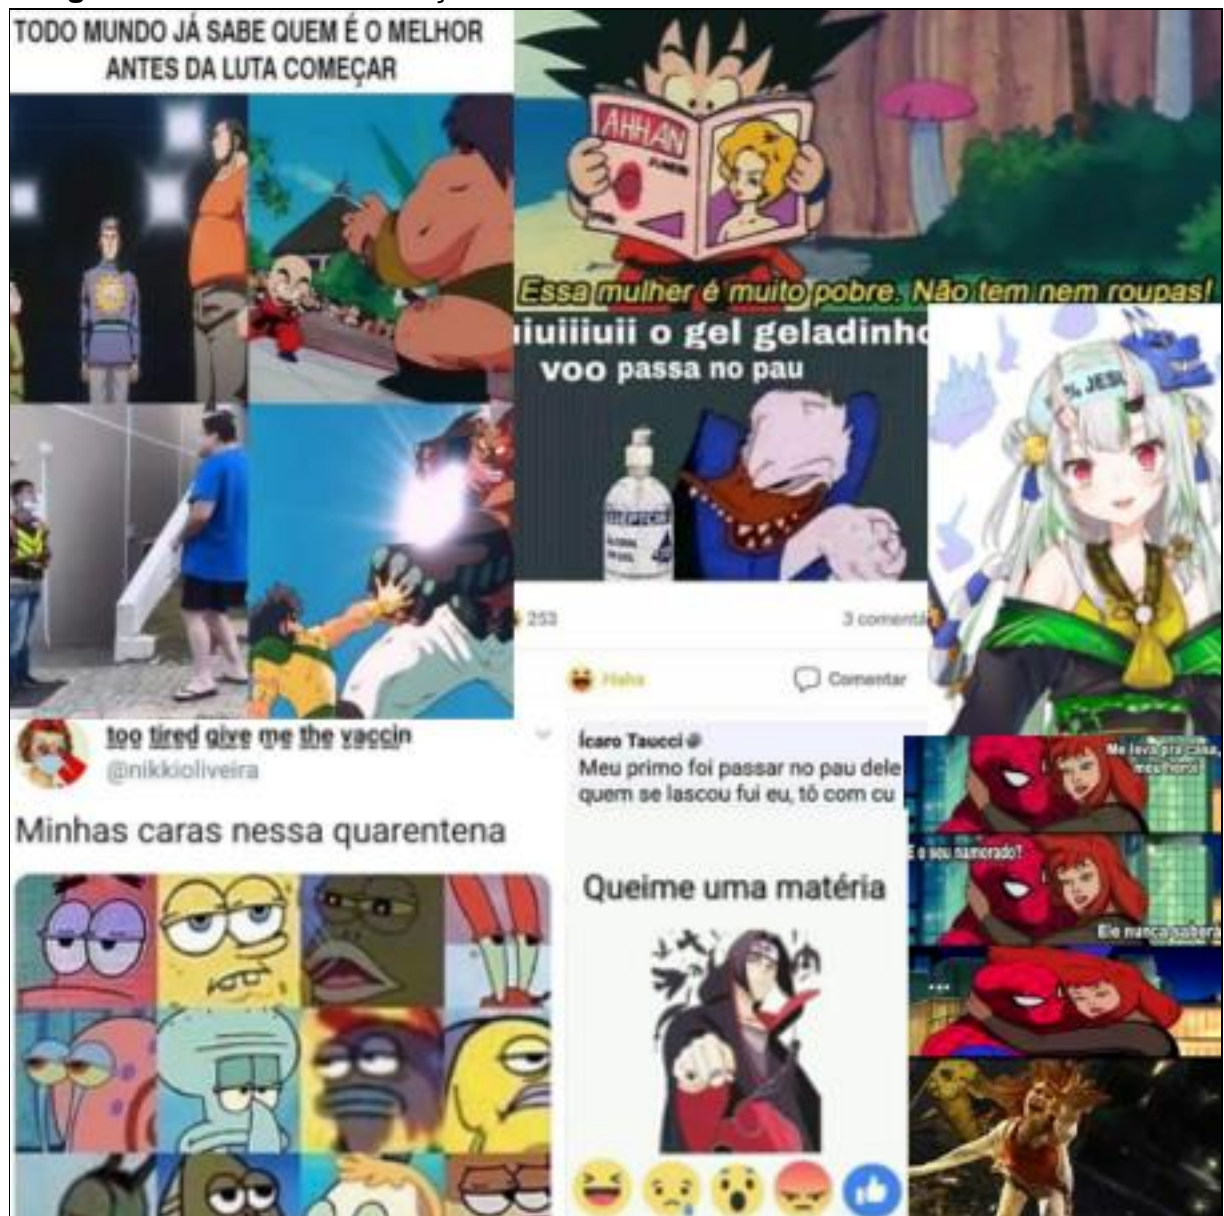 TODO MUNDO JÁ SABE QUEM É O MELHOR
ANTES DA LUTA COMEÇAR
AHHAN
Essa mulher é muito pobre. Não tem nem roupas!
iuiiiuii o gel geladinho
voo passa no pau
% JESU
253
3 comentá
Haha
Comentar
too tired give me the vaccin
@nikkioliveira
Minhas caras nessa quarentena
Ícaro Taucci
Meu primo foi passar no pau dele
quem se lascou fui eu, tô com cu
Queime uma matéria
Me leva pra casa,
meu herói
E o seu namorado?
Ele nunca saberá
...